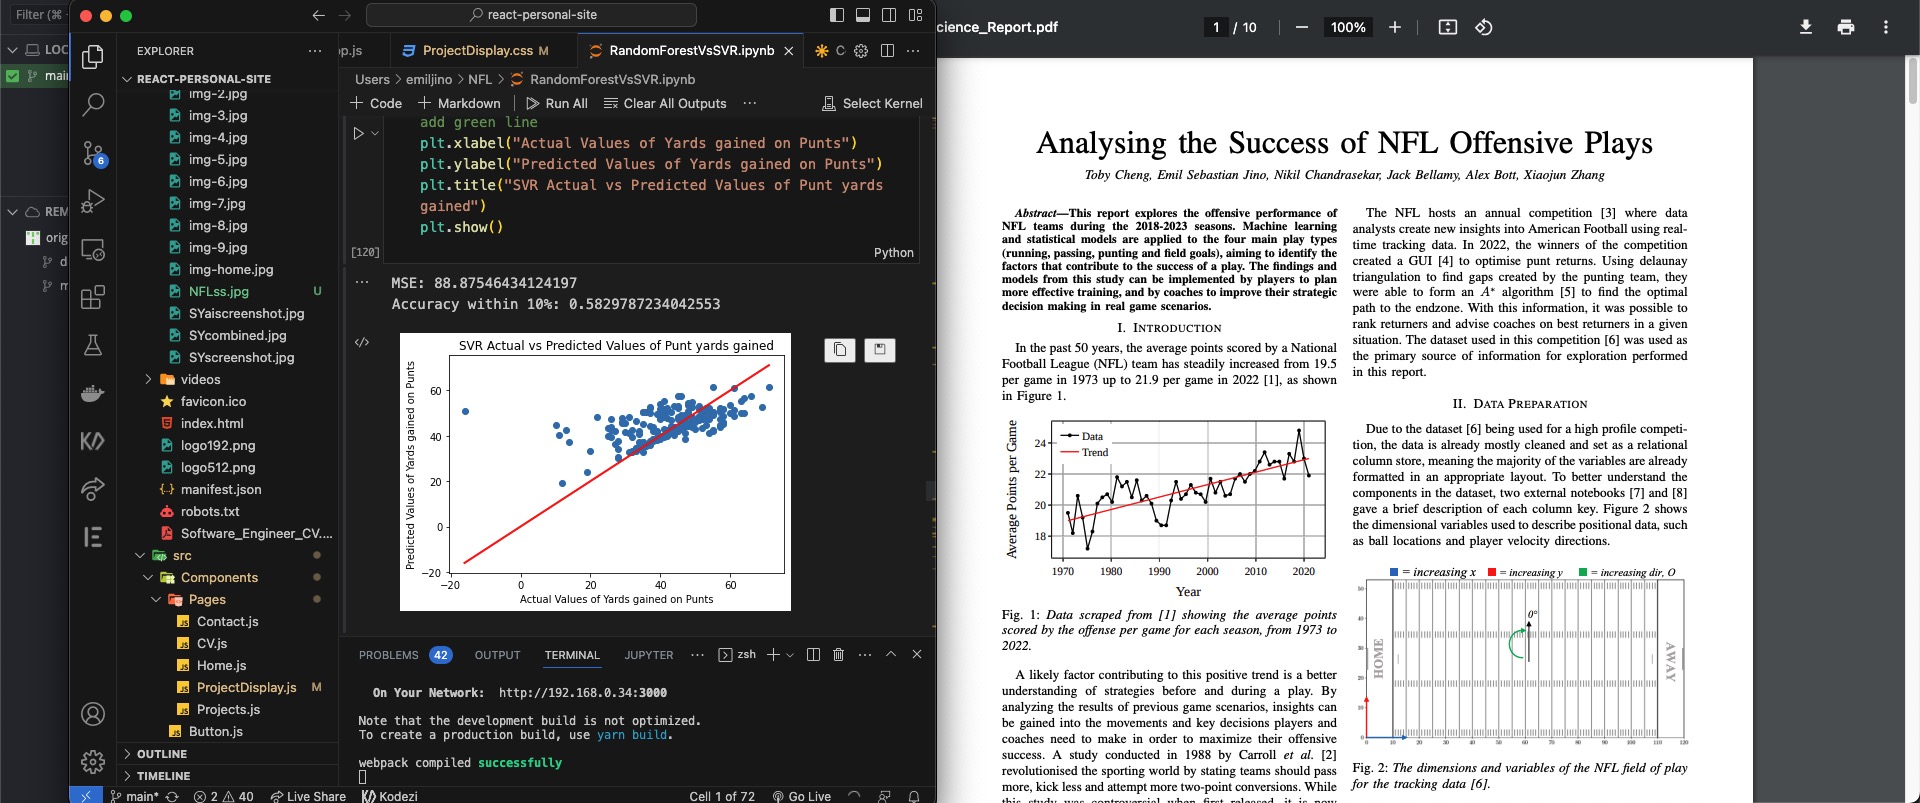 Filter (⌘
LOC
mai
REM
orig
d
m
react-personal-site
EXPLORER
REACT-PERSONAL-SITE
img-2.jpg
img-3.jpg
img-4.jpg
img-5.jpg
img-6.jpg
img-7.jpg
img-8.jpg
img-9.jpg
img-home.jpg
NFLss.jpg U
SYaiscreenshot.jpg
SYcombined.jpg
SYscreenshot.jpg
videos
favicon.ico
index.html
logo192.png
logo512.png
manifest.json
robots.txt
Software_Engineer_CV....
src
Components
Pages
Contact.js
CV.js
Home.js
ProjectDisplay.js M
Projects.js
Button.js
OUTLINE
TIMELINE
6
pp.js
ProjectDisplay.css M
RandomForestVsSVR.ipynb
C
Users > emiljino > NFL > RandomForestVsSVR.ipynb
+ Code + Markdown Run All Clear All Outputs ... Select Kernel
add green line
plt.xlabel("Actual Values of Yards gained on Punts")
plt.ylabel("Predicted Values of Yards gained on Punts")
plt.title("SVR Actual vs Predicted Values of Punt yards
gained")
plt.show()
[120]
Python
MSE: 88.87546434124197
Accuracy within 10%: 0.5829787234042553
SVR Actual vs Predicted Values of Punt yards gained
Predicted Values of Yards gained on Punts
60
40
20
0
−20
−20 0 20 40 60
Actual Values of Yards gained on Punts
PROBLEMS 42 OUTPUT TERMINAL JUPYTER ... zsh
On Your Network: http://192.168.0.34:3000
Note that the development build is not optimized.
To create a production build, use yarn build.
webpack compiled successfully
main* 2 40 Live Share Kodezi Cell 1 of 72 Go Live
cience_Report.pdf
1 / 10
100%
Analysing the Success of NFL Offensive Plays
Toby Cheng, Emil Sebastian Jino, Nikil Chandrasekar, Jack Bellamy, Alex Bott, Xiaojun Zhang
Abstract—This report explores the offensive performance of
NFL teams during the 2018-2023 seasons. Machine learning
and statistical models are applied to the four main play types
(running, passing, punting and field goals), aiming to identify the
factors that contribute to the success of a play. The findings and
models from this study can be implemented by players to plan
more effective training, and by coaches to improve their strategic
decision making in real game scenarios.
I. INTRODUCTION
In the past 50 years, the average points scored by a National
Football League (NFL) team has steadily increased from 19.5
per game in 1973 up to 21.9 per game in 2022 [1], as shown
in Figure 1.
Average Points per Game
24
22
20
18
Data
Trend
1970 1980 1990 2000 2010 2020
Year
Fig. 1: Data scraped from [1] showing the average points
scored by the offense per game for each season, from 1973 to
2022.
A likely factor contributing to this positive trend is a better
understanding of strategies before and during a play. By
analyzing the results of previous game scenarios, insights can
be gained into the movements and key decisions players and
coaches need to make in order to maximize their offensive
success. A study conducted in 1988 by Carroll et al. [2]
revolutionised the sporting world by stating teams should pass
more, kick less and attempt more two-point conversions. While
this study was controversial when first released, it is now
The NFL hosts an annual competition [3] where data
analysts create new insights into American Football using real-
time tracking data. In 2022, the winners of the competition
created a GUI [4] to optimise punt returns. Using delaunay
triangulation to find gaps created by the punting team, they
were able to form an A* algorithm [5] to find the optimal
path to the endzone. With this information, it was possible to
rank returners and advise coaches on best returners in a given
situation. The dataset used in this competition [6] was used as
the primary source of information for exploration performed
in this report.
II. DATA PREPARATION
Due to the dataset [6] being used for a high profile competi-
tion, the data is already mostly cleaned and set as a relational
column store, meaning the majority of the variables are already
formatted in an appropriate layout. To better understand the
components in the dataset, two external notebooks [7] and [8]
gave a brief description of each column key. Figure 2 shows
the dimensional variables used to describe positional data, such
as ball locations and player velocity directions.
= increasing x = increasing y = increasing dir, O
0°
HOME
AWAY
50
40
30
20
10
0 10 20 30 40 50 60 70 80 90 100 110 120
Fig. 2: The dimensions and variables of the NFL field of play
for the tracking data [6].